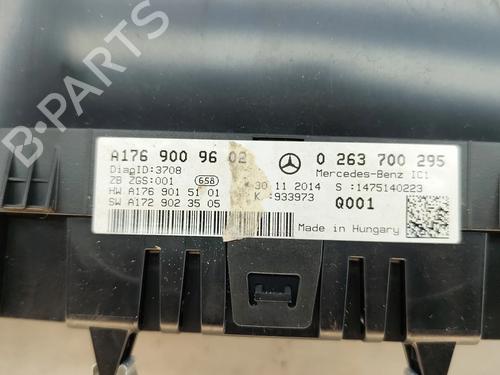 B-PARTS
A176 900 96 02
0 263 700 295
DiagID:3708
Mercedes-Benz IC1
ZB ZGS:001
658
30 11 2014
S :1475140223
HW A176 901 51 01
K :933973
Q001
SW A172 902 35 05
Made in Hungary